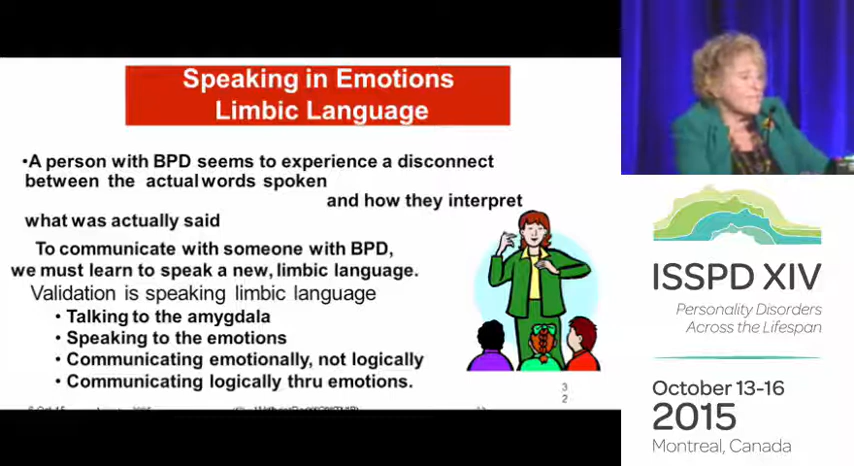 Speaking in Emotions
Limbic Language
•A person with BPD seems to experience a disconnect
between the actual words spoken
and how they interpret
what was actually said
To communicate with someone with BPD,
we must learn to speak a new, limbic language.
Validation is speaking limbic language
• Talking to the amygdala
• Speaking to the emotions
• Communicating emotionally, not logically
• Communicating logically thru emotions.
3
2
ISSPD XIV
Personality Disorders
Across the Lifespan
October 13-16
2015
Montreal, Canada